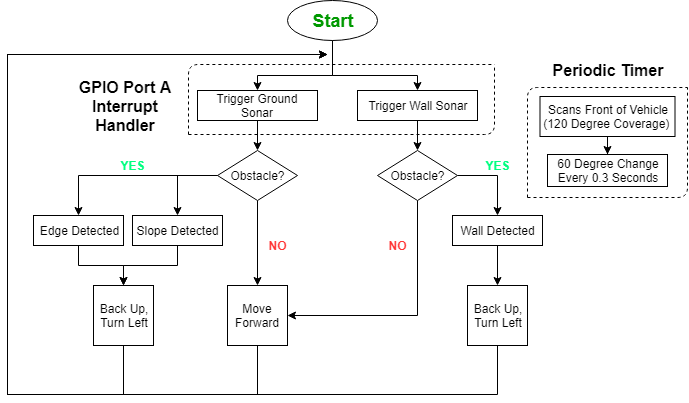 Start
GPIO Port A
Interrupt
Handler
Trigger Ground
Sonar
Trigger Wall Sonar
Periodic Timer
Scans Front of Vehicle
(120 Degree Coverage)
60 Degree Change
Every 0.3 Seconds
YES
Obstacle?
Obstacle?
YES
Edge Detected
Slope Detected
Wall Detected
NO
NO
Back Up,
Turn Left
Move
Forward
Back Up,
Turn Left